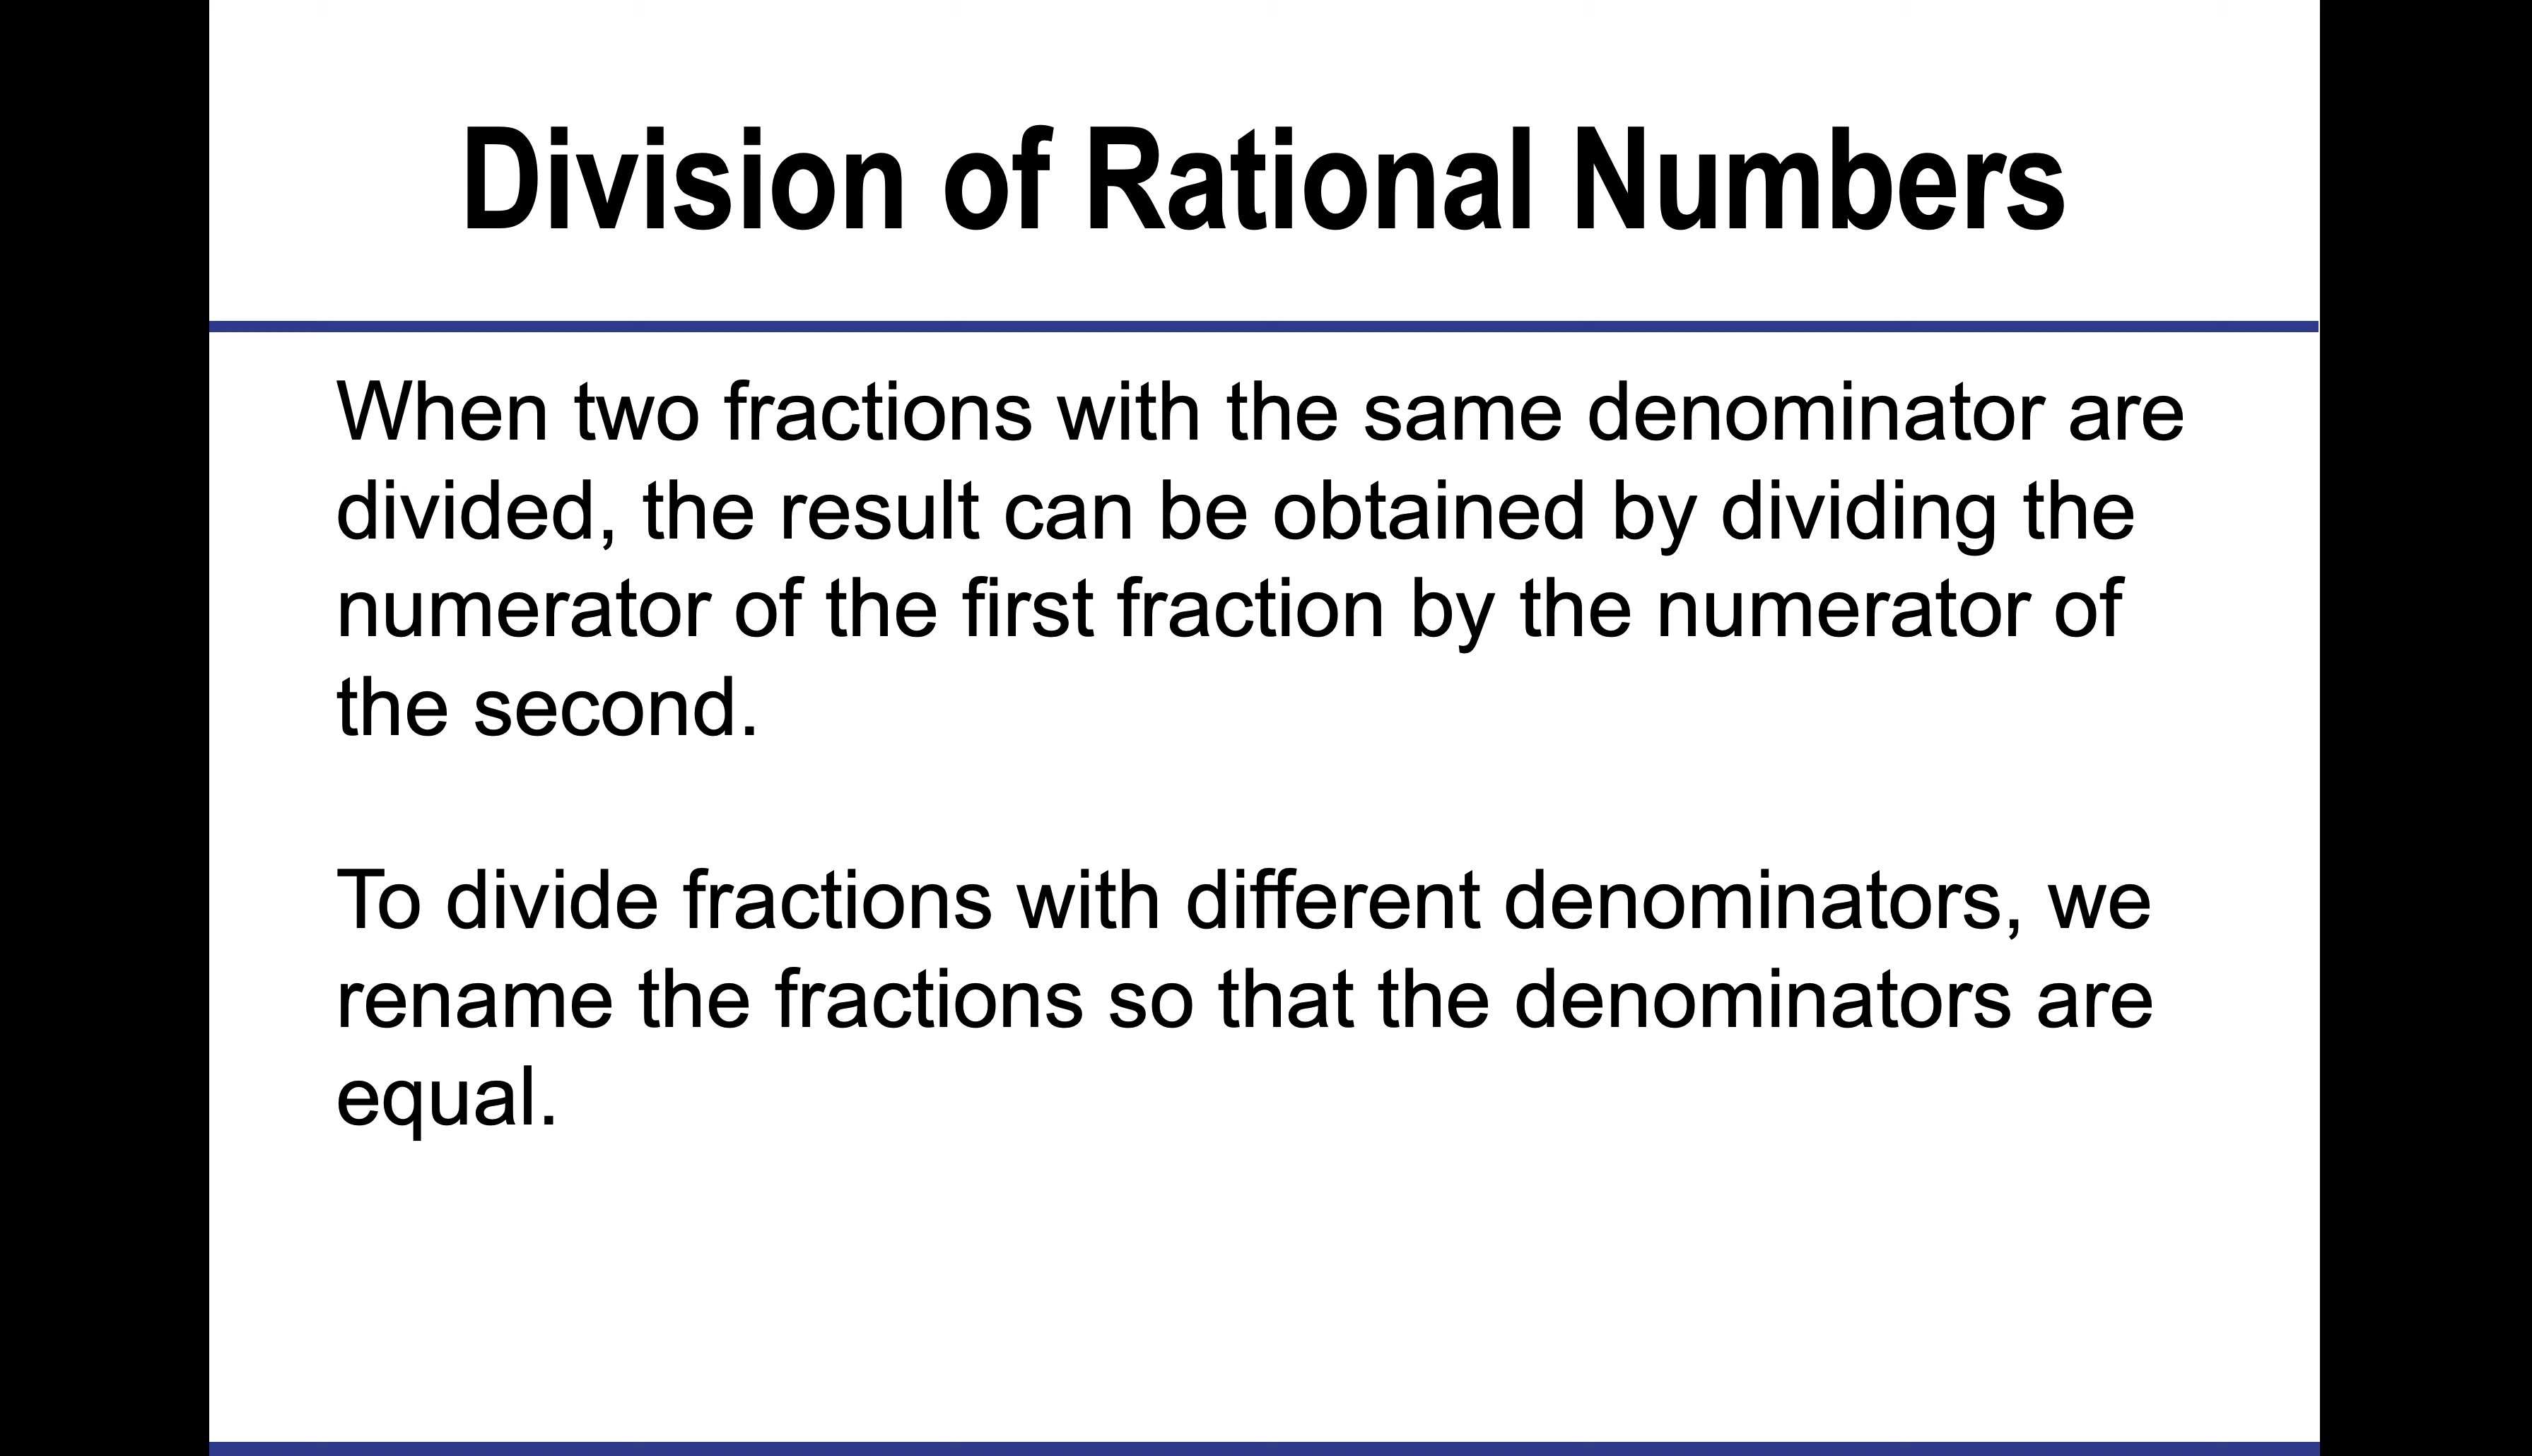 Division of Rational Numbers
When two fractions with the same denominator are
divided, the result can be obtained by dividing the
numerator of the first fraction by the numerator of
the second.
To divide fractions with different denominators, we
rename the fractions so that the denominators are
equal.